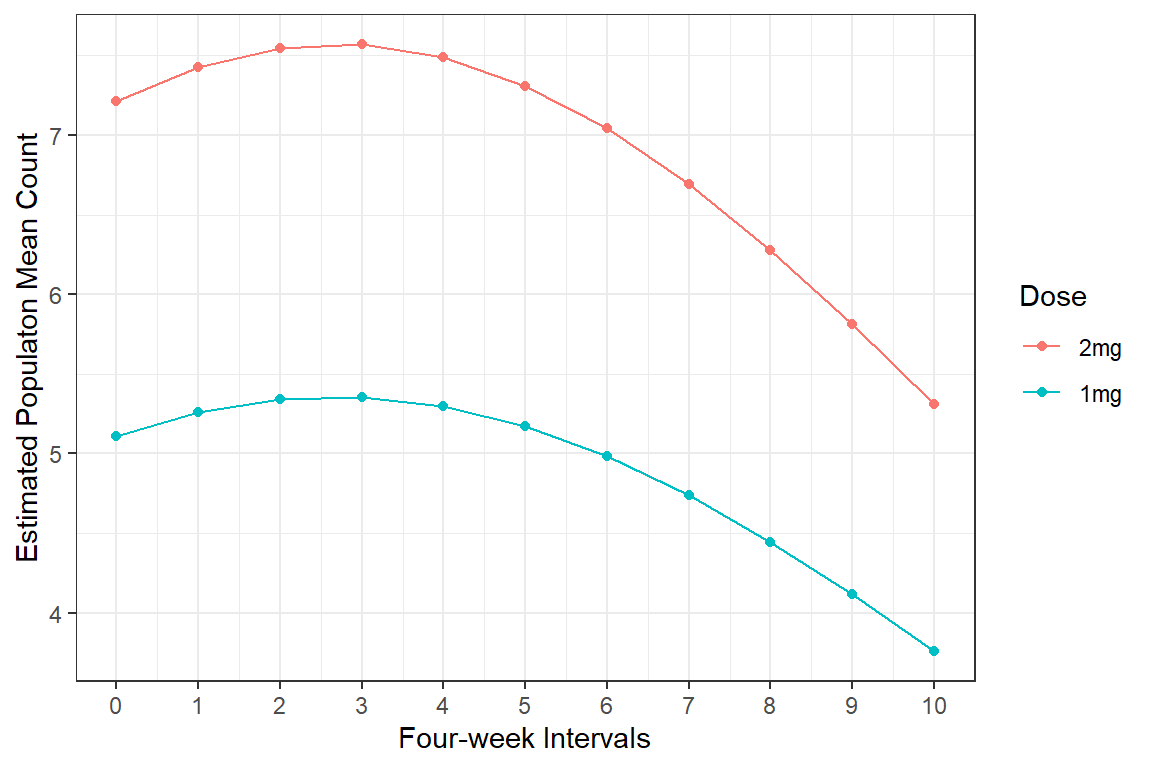 Estimated Populaton Mean Count
7
6
5
4
0 1 2 3 4 5 6 7 8 9 10
Four-week Intervals
Dose
2mg
1mg